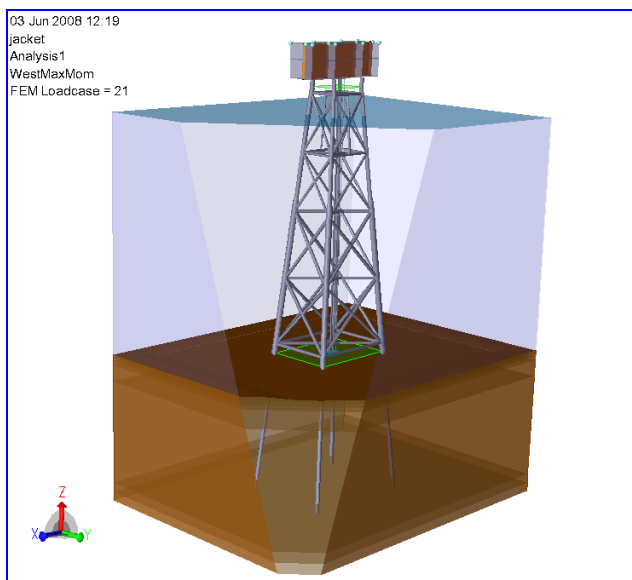 03 Jun 2008 12:19
jacket
Analysis1
WestMaxMom
FEM Loadcase = 21
Z
X
Y